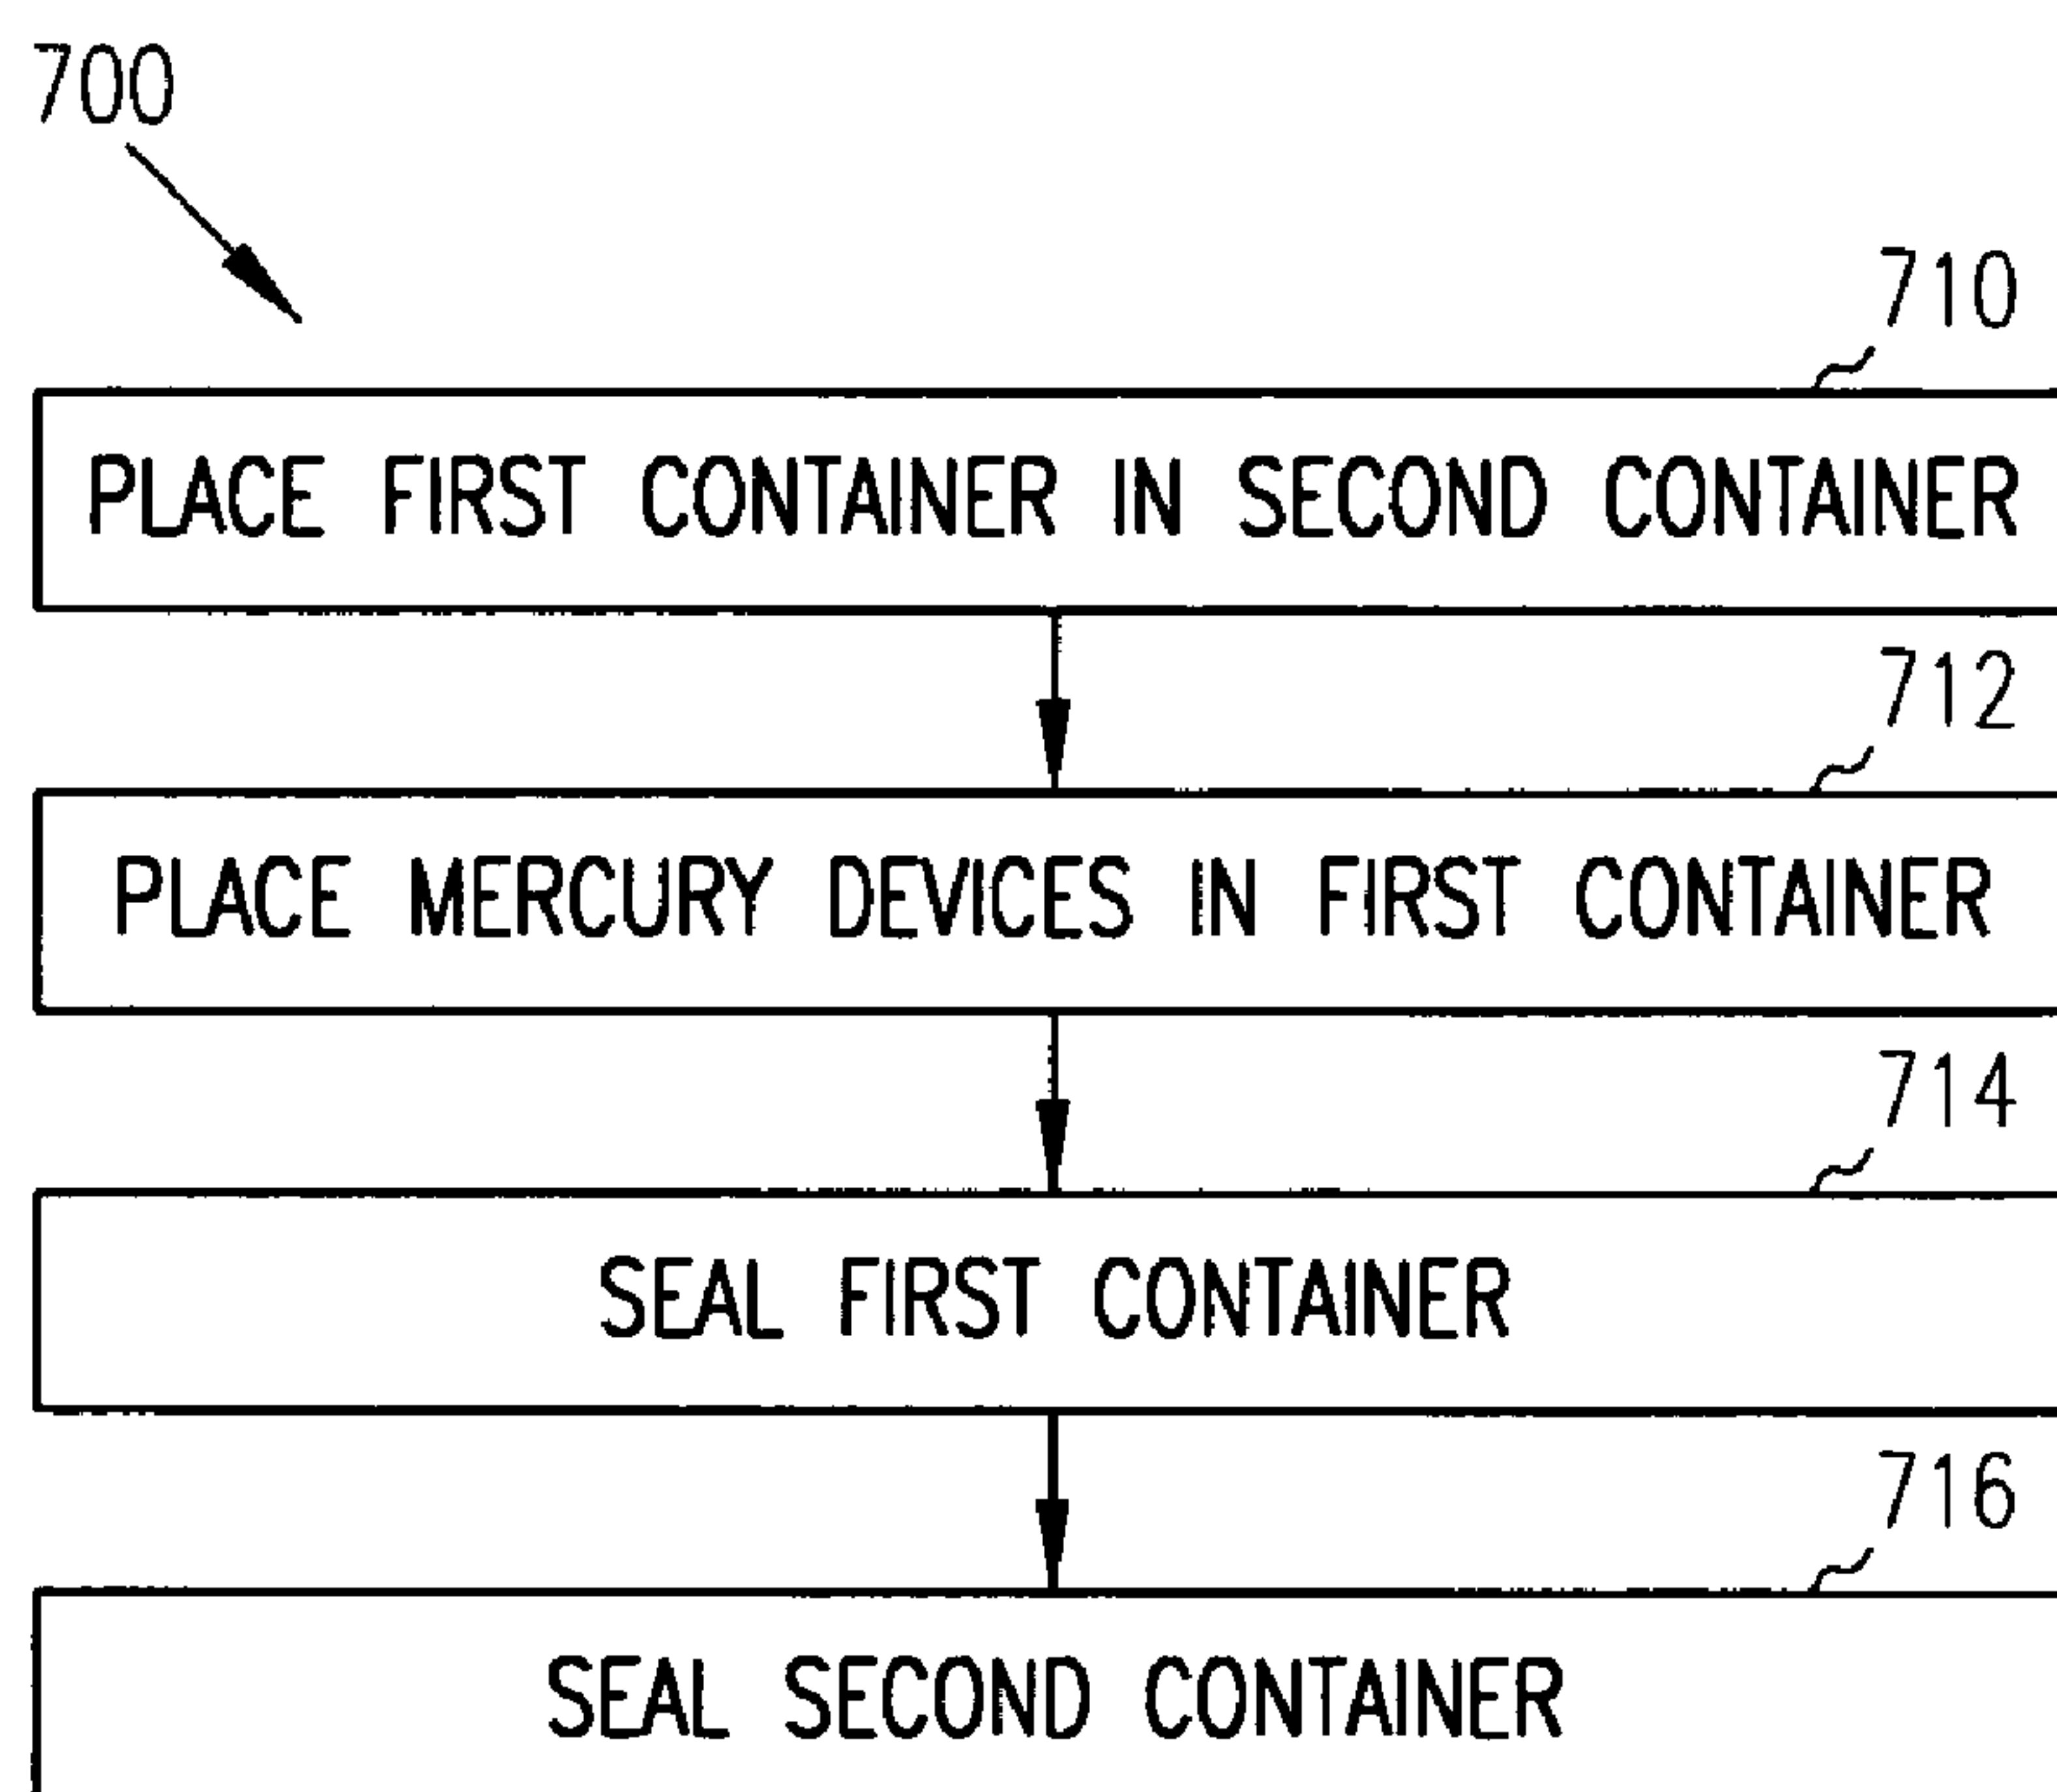 700
710
PLACE FIRST CONTAINER IN SECOND CONTAINER
712
PLACE MERCURY DEVICES IN FIRST CONTAINER
714
SEAL FIRST CONTAINER
716
SEAL SECOND CONTAINER